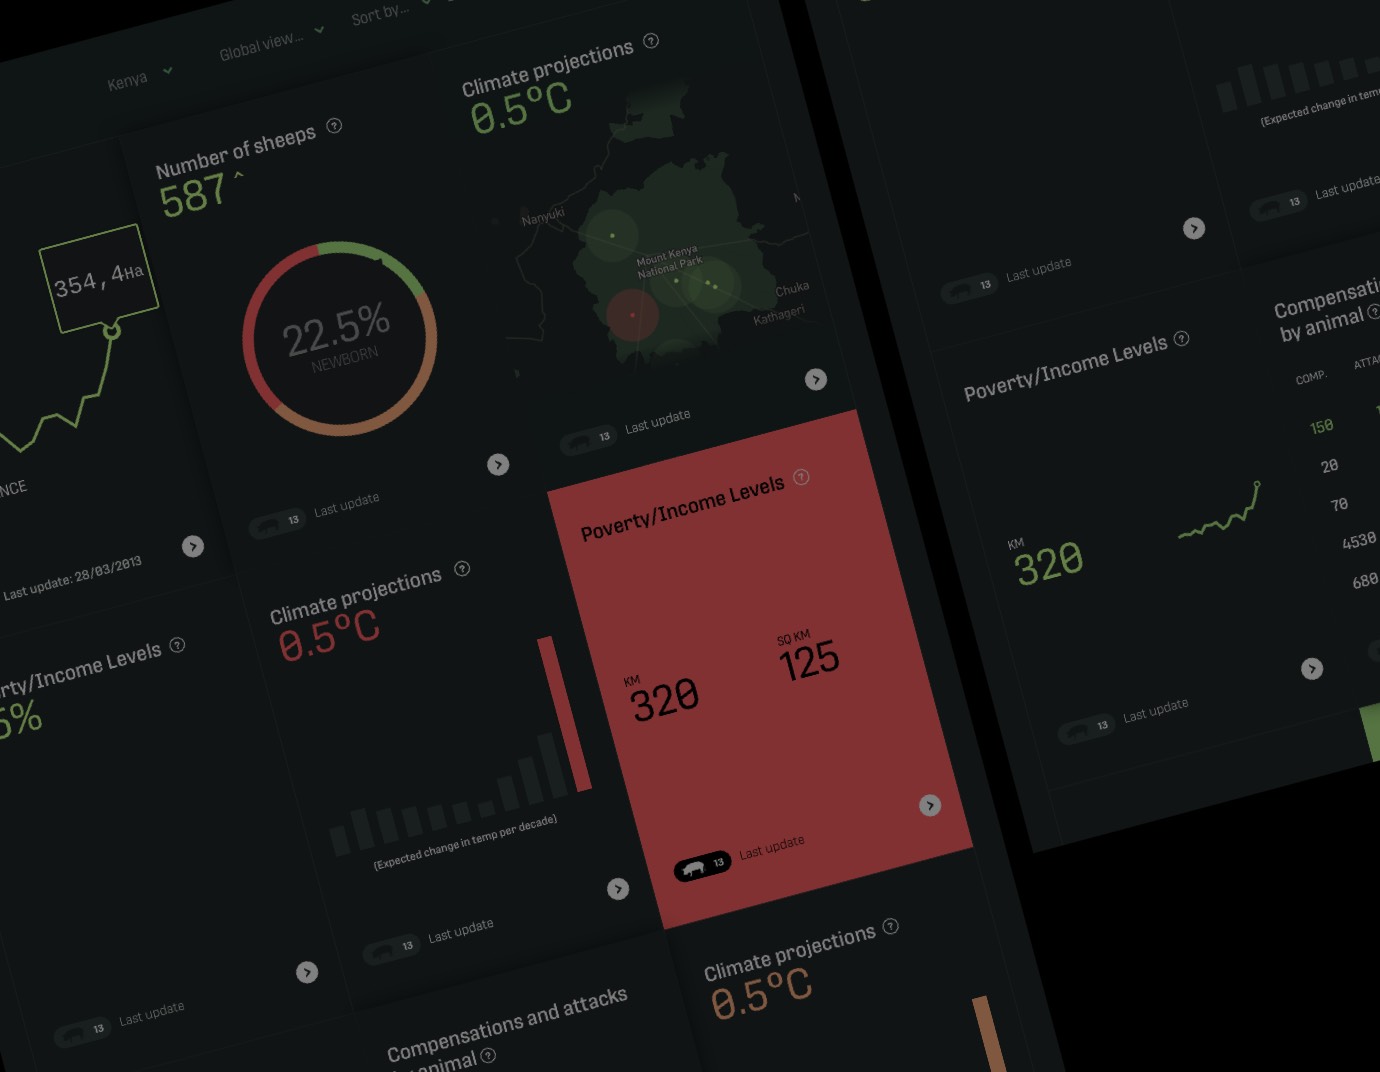 Kenya
Global view...
Sort by...
Number of sheeps
587
22.5%
NEWBORN
13
Last update
Climate projections
0.5ºC
Nanyuki
Mount Kenya
National Park
Chuka
Kathageri
13
Last update
354,4Ha
Last update: 28/03/2013
rty/Income Levels
5%
13
Last update
Climate projections
0.5ºC
(Expected change in temp per decade)
13
Last update
Poverty/Income Levels
KM
320
SQ KM
125
13
Last update
Compensations and attacks
Climate projections
0.5ºC
13
Last update
(Expected change in temp
13
Last update
Poverty/Income Levels
KM
320
13
Last update
Compensati
by animal
COMP.
ATTA
150
20
70
4530
680